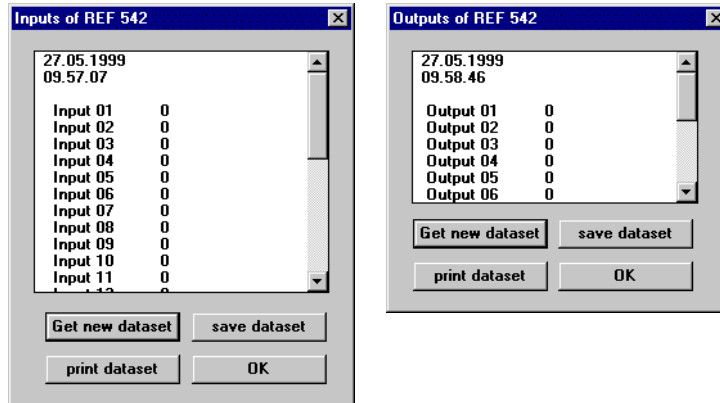 Inputs of REF 542
27.05.1999
09.57.07
Input 01 0
Input 02 0
Input 03 0
Input 04 0
Input 05 0
Input 06 0
Input 07 0
Input 08 0
Input 09 0
Input 10 0
Input 11 0
Get new dataset save dataset
print dataset OK
Outputs of REF 542
27.05.1999
09.58.46
Output 01 0
Output 02 0
Output 03 0
Output 04 0
Output 05 0
Output 06 0
Get new dataset save dataset
print dataset OK